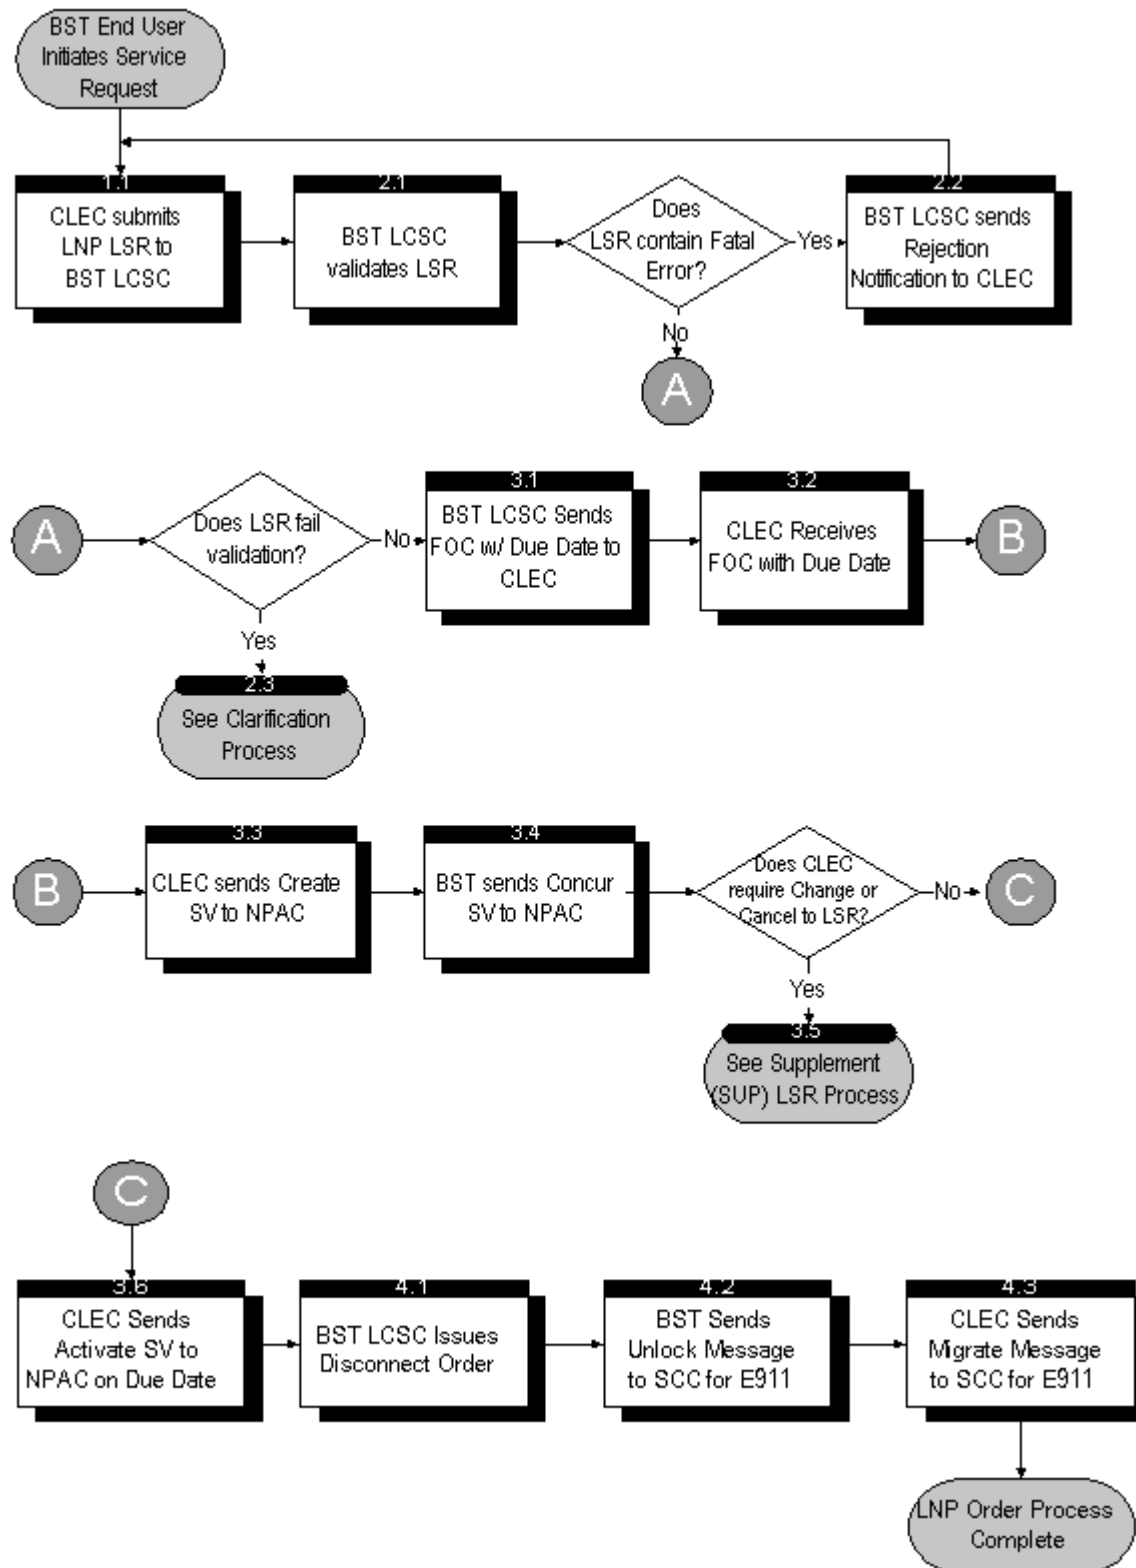 BST End User
Initiates Service
Request
1.1
CLEC submits
LNP LSR to
BST LCSC
2.1
BST LCSC
validates LSR
Does
LSR contain Fatal
Error?
Yes
2.2
BST LCSC sends
Rejection
Notification to CLEC
No
A
A
Does LSR fail
validation?
No
3.1
BST LCSC Sends
FOC w/ Due Date to
CLEC
3.2
CLEC Receives
FOC with Due Date
B
Yes
2.3
See Clarification
Process
B
3.3
CLEC sends Create
SV to NPAC
3.4
BST sends Concur
SV to NPAC
Does CLEC
require Change or
Cancel to LSR?
No
C
Yes
3.5
See Supplement
(SUP) LSR Process
C
3.6
CLEC Sends
Activate SV to
NPAC on Due Date
4.1
BST LCSC Issues
Disconnect Order
4.2
BST Sends
Unlock Message
to SCC for E911
4.3
CLEC Sends
Migrate Message
to SCC for E911
LNP Order Process
Complete